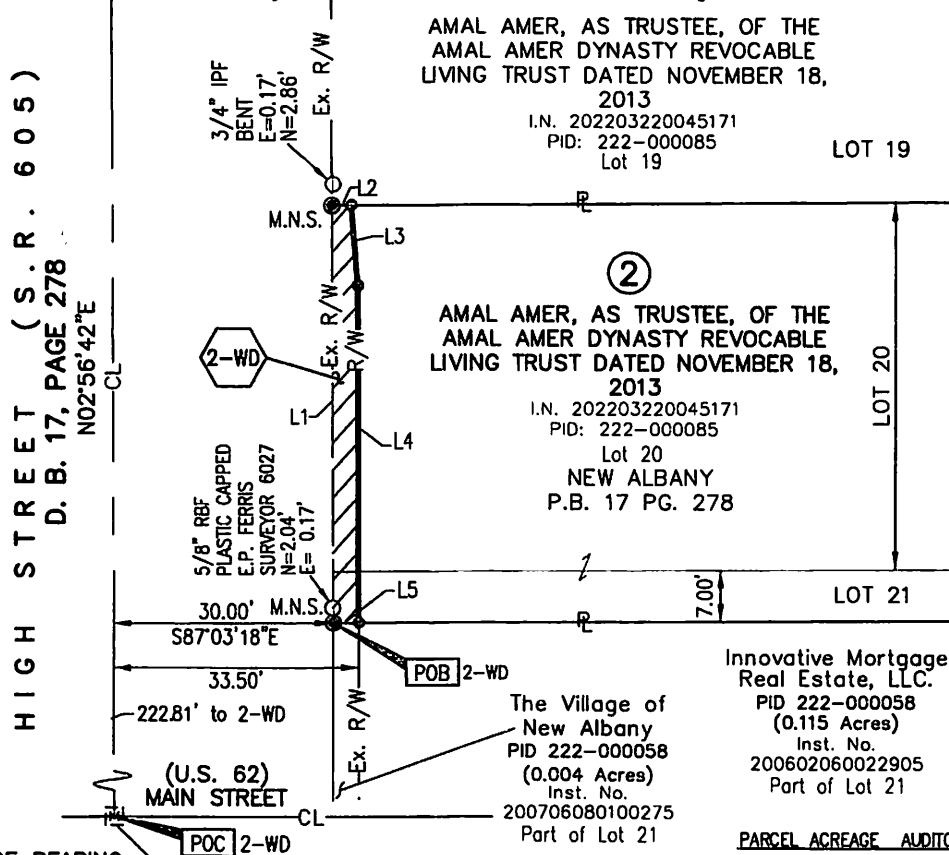 HIGH STREET (S.R. 605)
D. B. 17, PAGE 278
N02°56'42"E
CL
3/4" IPF
BENT
E=0.17'
N=2.86'
Ex. R/W
AMAL AMER, AS TRUSTEE, OF THE
AMAL AMER DYNASTY REVOCABLE
LIVING TRUST DATED NOVEMBER 18,
2013
I.N. 202203220045171
PID: 222-000085
Lot 19
LOT 19
L2
M.N.S.
PL
L3
2
AMAL AMER, AS TRUSTEE, OF THE
AMAL AMER DYNASTY REVOCABLE
LIVING TRUST DATED NOVEMBER 18,
2013
I.N. 202203220045171
PID: 222-000085
Lot 20
NEW ALBANY
P.B. 17 PG. 278
LOT 20
Ex. R/W
R/W
2-WD
L1
L4
5/8" RBF
PLASTIC CAPPED
E.P. FERRIS
SURVEYOR 6027
N=2.04'
E= 0.17'
M.N.S.
L5
7.00'
LOT 21
PL
30.00'
S87°03'18"E
33.50'
POB 2-WD
222.81' to 2-WD
Ex. R/W
The Village of
New Albany
PID 222-000058
(0.004 Acres)
Inst. No.
200706080100275
Part of Lot 21
Innovative Mortgage
Real Estate, LLC.
PID 222-000058
(0.115 Acres)
Inst. No.
200602060022905
Part of Lot 21
(U.S. 62)
MAIN STREET
CL
POC 2-WD
BEARING
PARCEL ACREAGE